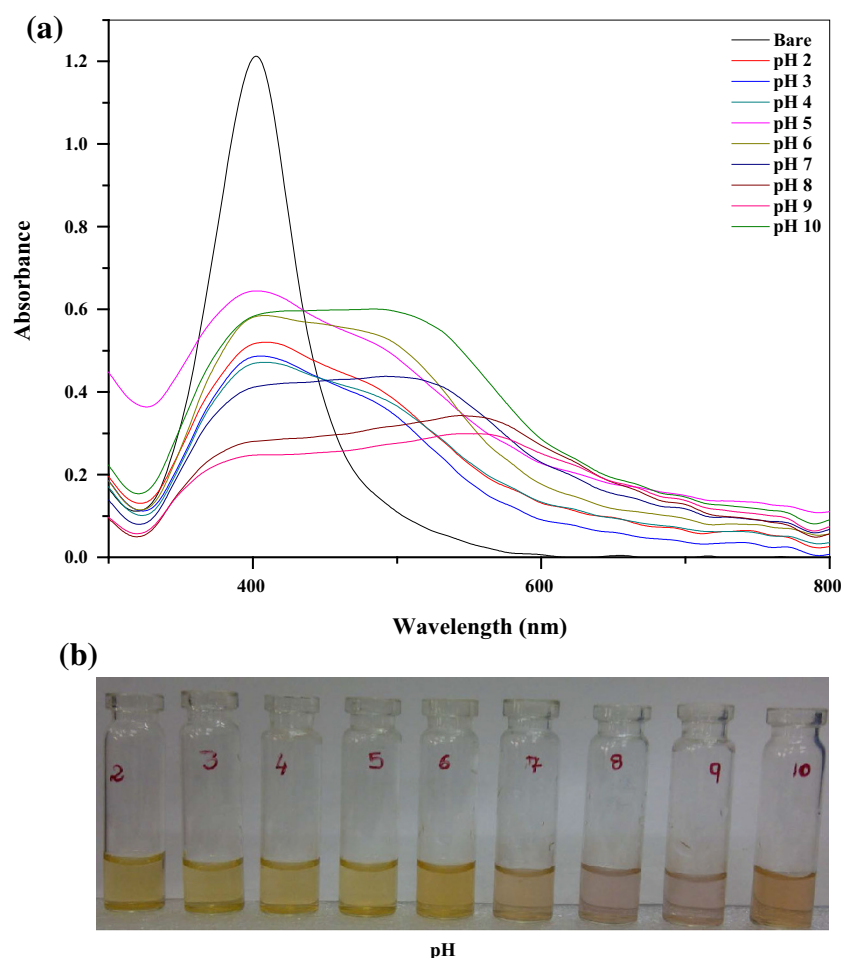 (a)
Bare
pH 2
pH 3
pH 4
pH 5
pH 6
pH 7
pH 8
pH 9
pH 10
1.2
1.0
0.8
0.6
0.4
0.2
0.0
Absorbance
400 600 800
Wavelength (nm)
(b)
2 3 4 5 6 7 8 9 10
pH